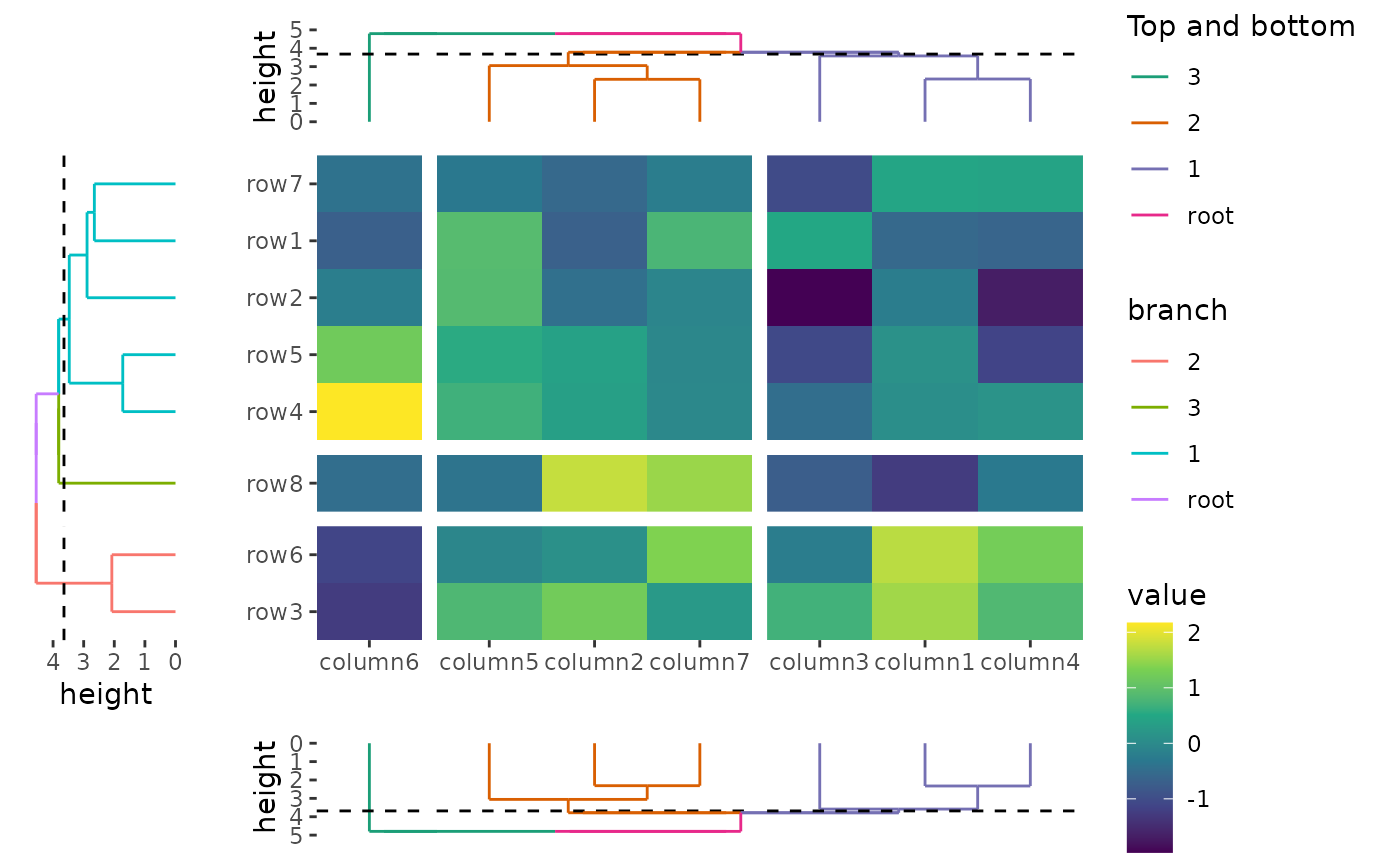 height
5
4
3
2
1
0
Top and bottom
3
2
1
root
row7
row1
row2
row5
row4
row8
row6
row3
4 3 2 1 0
height
column6 column5 column2 column7 column3 column1 column4
branch
2
3
1
root
value
2
1
0
-1
height
0
1
2
3
4
5